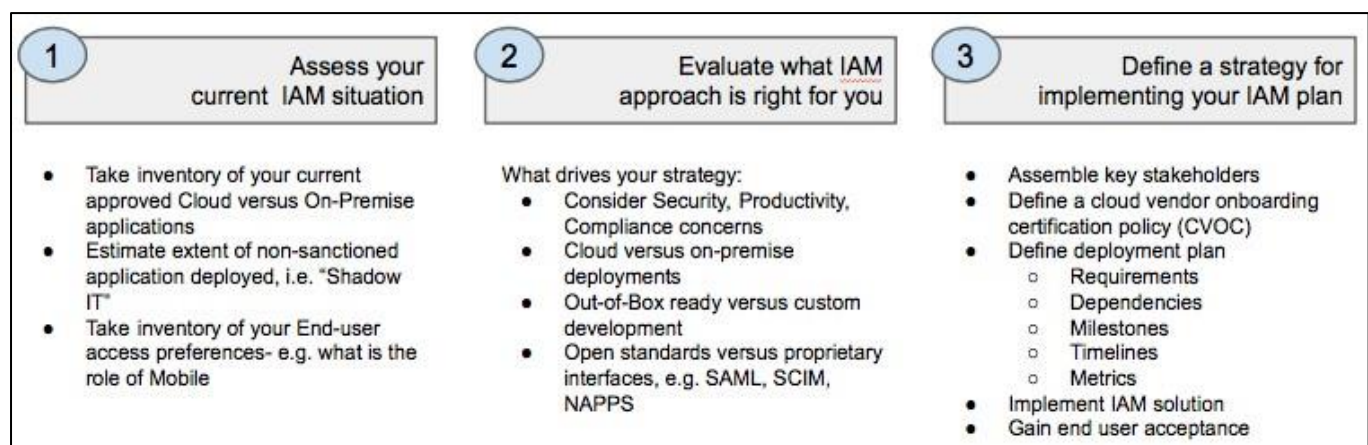 1
Assess your
current IAM situation
● Take inventory of your current
approved Cloud versus On-Premise
applications
● Estimate extent of non-sanctioned
application deployed, i.e. "Shadow
IT"
● Take inventory of your End-user
access preferences- e.g. what is the
role of Mobile
2
Evaluate what IAM
approach is right for you
What drives your strategy:
● Consider Security, Productivity,
Compliance concerns
● Cloud versus on-premise
deployments
● Out-of-Box ready versus custom
development
● Open standards versus proprietary
interfaces, e.g. SAML, SCIM,
NAPPS
3
Define a strategy for
implementing your IAM plan
● Assemble key stakeholders
● Define a cloud vendor onboarding
certification policy (CVOC)
● Define deployment plan
○ Requirements
○ Dependencies
○ Milestones
○ Timelines
○ Metrics
● Implement IAM solution
● Gain end user acceptance